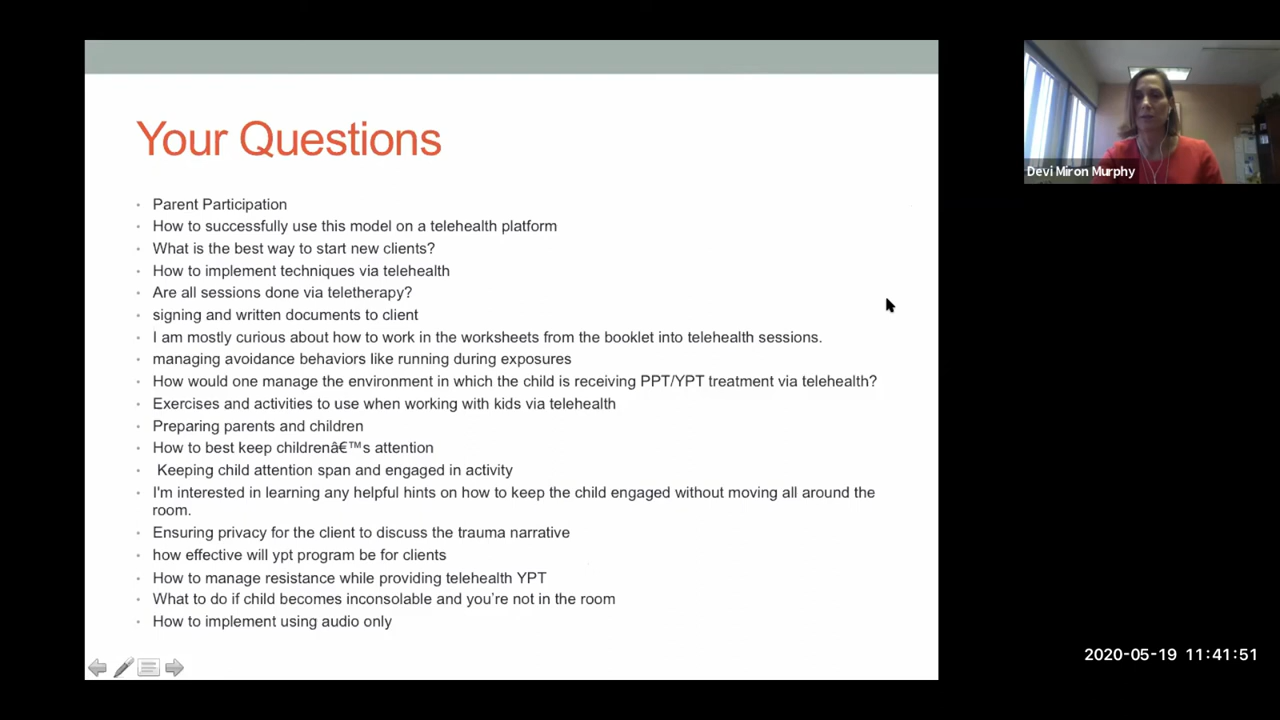 Your Questions
Parent Participation
How to successfully use this model on a telehealth platform
What is the best way to start new clients?
How to implement techniques via telehealth
Are all sessions done via teletherapy?
signing and written documents to client
I am mostly curious about how to work in the worksheets from the booklet into telehealth sessions.
managing avoidance behaviors like running during exposures
How would one manage the environment in which the child is receiving PPT/YPT treatment via telehealth?
Exercises and activities to use when working with kids via telehealth
Preparing parents and children
How to best keep childrenâ€™s attention
Keeping child attention span and engaged in activity
I'm interested in learning any helpful hints on how to keep the child engaged without moving all around the
room.
Ensuring privacy for the client to discuss the trauma narrative
how effective will ypt program be for clients
How to manage resistance while providing telehealth YPT
What to do if child becomes inconsolable and you’re not in the room
How to implement using audio only
Devi Miron Murphy
2020-05-19 11:41:51